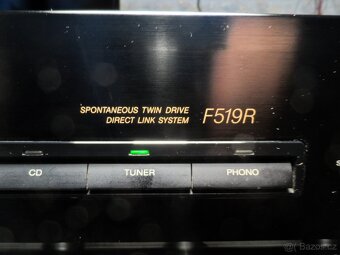 SPONTANEOUS TWIN DRIVE
DIRECT LINK SYSTEM F519R
CD TUNER PHONO